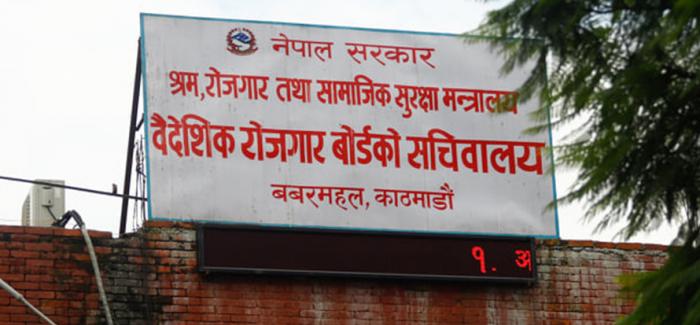 नेपाल सरकार
श्रम, रोजगार तथा सामाजिक सुरक्षा मन्त्रालय
वैदेशिक रोजगार बोर्डको सचिवालय
बबरमहल, काठमाडौं
१. अ